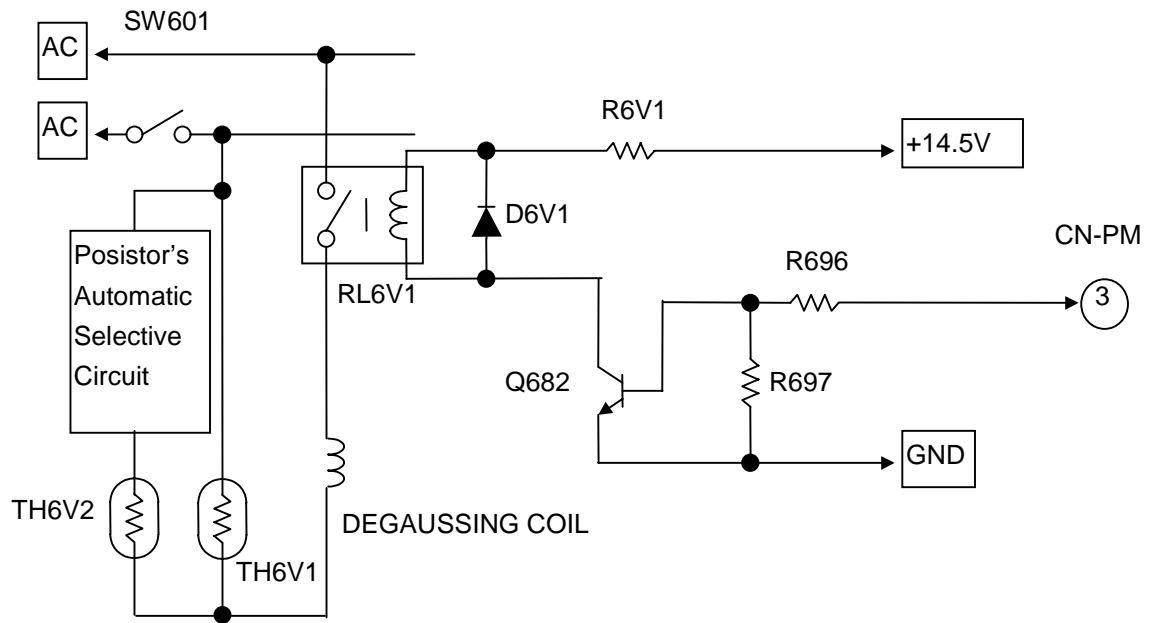 SW601
AC
AC
R6V1
+14.5V
D6V1
CN-PM
Posistor’s
Automatic
Selective
Circuit
RL6V1
R696
3
Q682
R697
GND
TH6V2
DEGAUSSING COIL
TH6V1